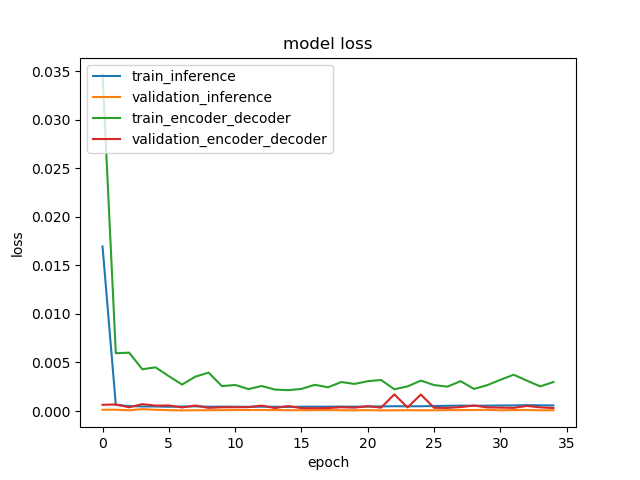 model loss
train_inference
validation_inference
train_encoder_decoder
validation_encoder_decoder
loss
0.035
0.030
0.025
0.020
0.015
0.010
0.005
0.000
0 5 10 15 20 25 30 35
epoch